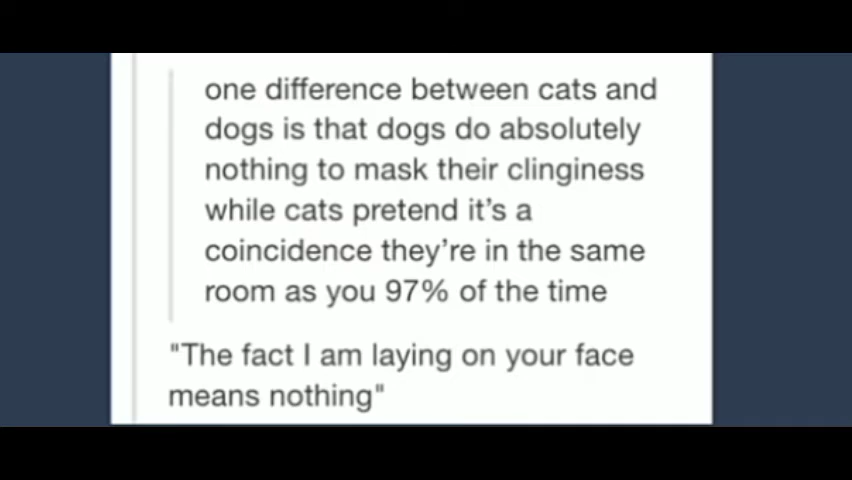 one difference between cats and
dogs is that dogs do absolutely
nothing to mask their clinginess
while cats pretend it's a
coincidence they're in the same
room as you 97% of the time
"The fact I am laying on your face
means nothing"